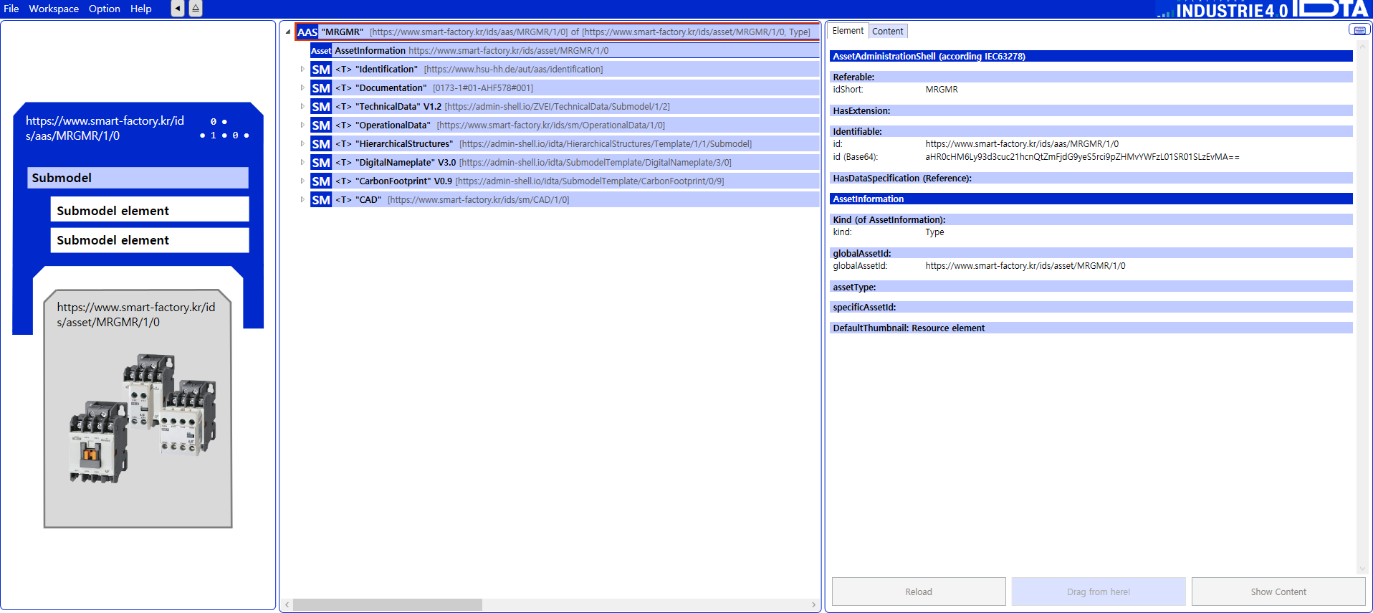 File Workspace Option Help
INDUSTRIE4.0 IDTA
https://www.smart-factory.kr/id
s/aas/MRGMR/1/0
0
1 0
Submodel
Submodel element
Submodel element
https://www.smart-factory.kr/id
s/asset/MRGMR/1/0
AAS "MRGMR" [https://www.smart-factory.kr/ids/aas/MRGMR/1/0] of [https://www.smart-factory.kr/ids/asset/MRGMR/1/0, Type]
Asset AssetInformation https://www.smart-factory.kr/ids/asset/MRGMR/1/0
SM <T> "Identification" [https://www.hsu-hh.de/aut/aas/identification]
SM <T> "Documentation" [0173-1#01-AHF578#001]
SM <T> "TechnicalData" V1.2 [https://admin-shell.io/ZVEI/TechnicalData/Submodel/1/2]
SM <T> "OperationalData" [https://www.smart-factory.kr/ids/sm/OperationalData/1/0]
SM <T> "HierarchicalStructures" [https://admin-shell.io/idta/HierarchicalStructures/Template/1/1/Submodel]
SM <T> "DigitalNameplate" V3.0 [https://admin-shell.io/idta/SubmodelTemplate/DigitalNameplate/3/0]
SM <T> "CarbonFootprint" V0.9 [https://admin-shell.io/idta/SubmodelTemplate/CarbonFootprint/0/9]
SM <T> "CAD" [https://www.smart-factory.kr/ids/sm/CAD/1/0]
Element Content
AssetAdministrationShell (according IEC63278)
Referable:
idShort: MRGMR
HasExtension:
Identifiable:
id: https://www.smart-factory.kr/ids/aas/MRGMR/1/0
id (Base64):
HasDataSpecification (Reference):
AssetInformation
Kind (of AssetInformation):
kind: Type
globalAssetId:
globalAssetId: https://www.smart-factory.kr/ids/asset/MRGMR/1/0
assetType:
specificAssetId:
DefaultThumbnail: Resource element
Reload Drag from here! Show Content